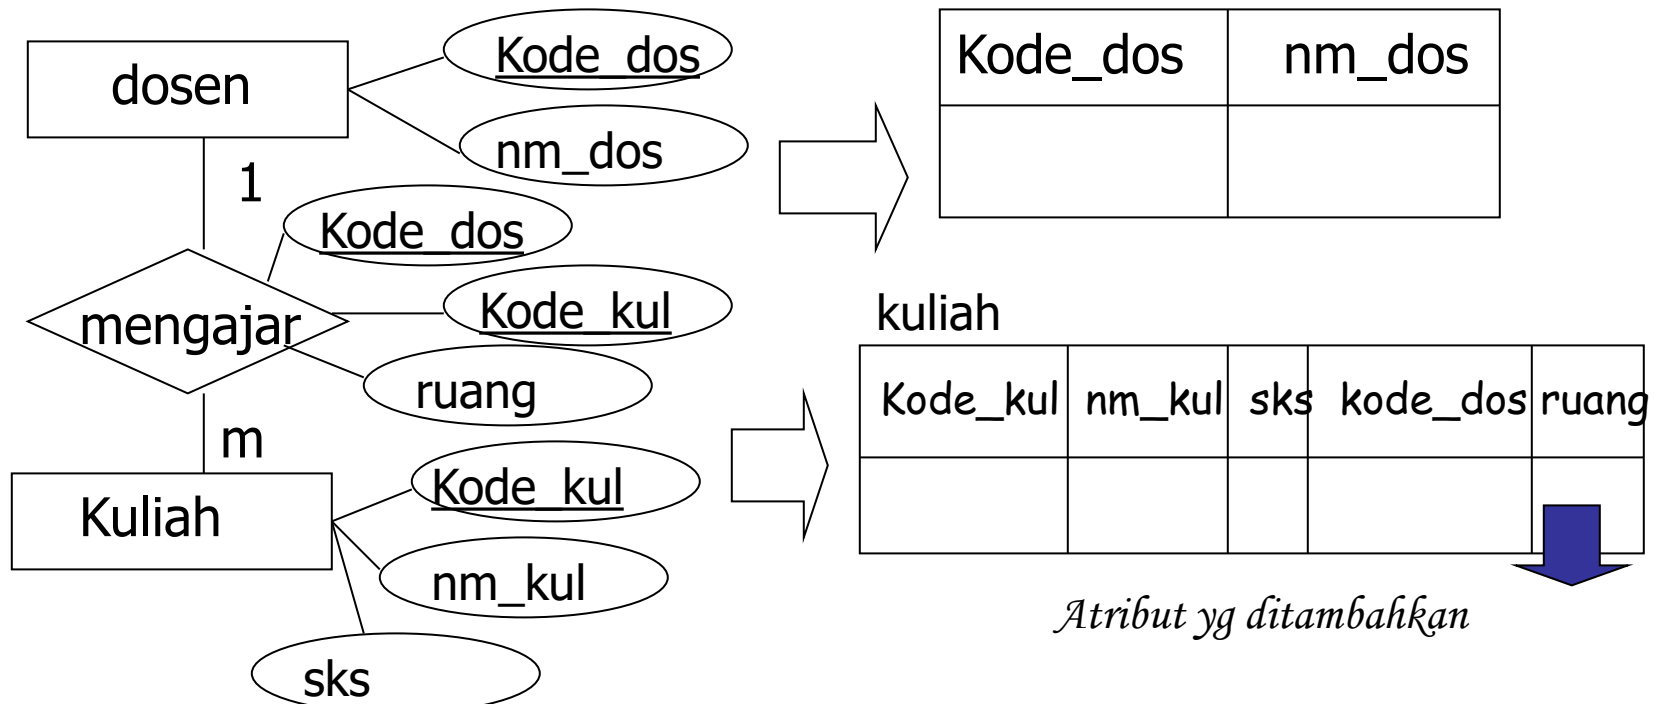 dosen
Kode_dos
nm_dos
1
Kode_dos
mengajar
Kode_kul
ruang
m
Kuliah
Kode_kul
nm_kul
sks
Kode_dos nm_dos
kuliah
Kode_kul nm_kul sks kode_dos ruang
Atribut yg ditambahkan